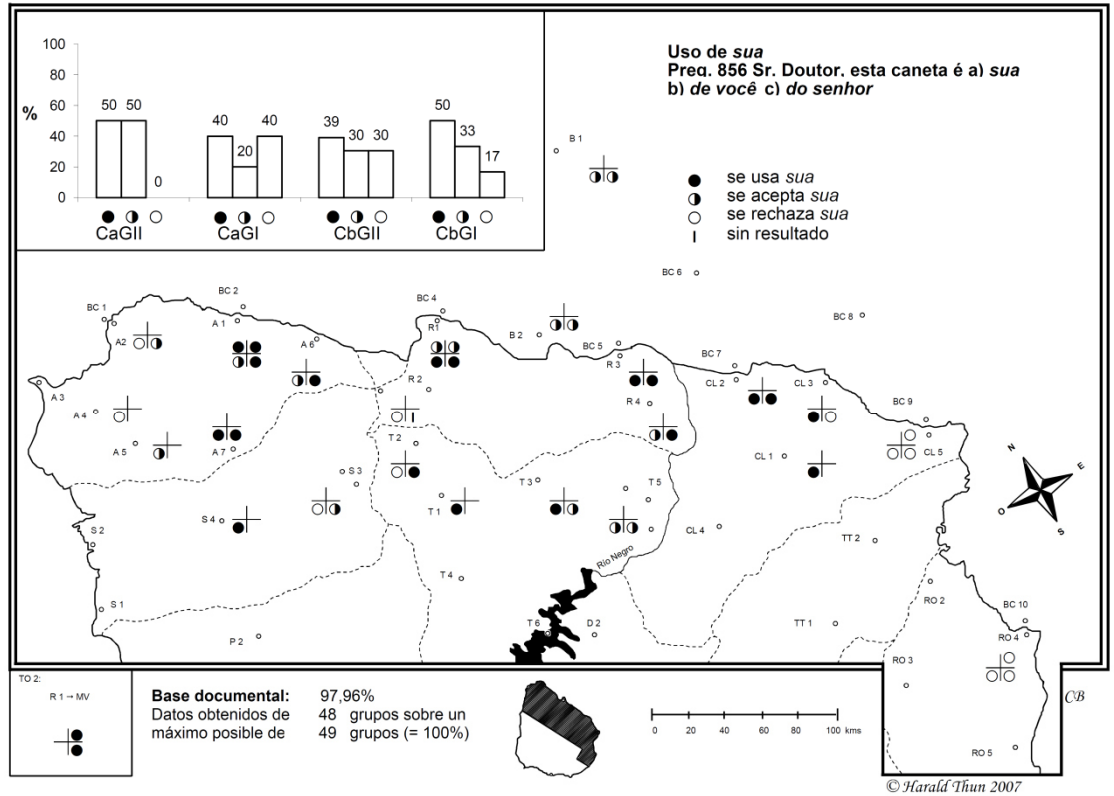 Uso de sua
Preg. 856 Sr. Doutor, esta caneta é a) sua
b) de você c) do senhor
100
80
60
40
20
0
%
50 50 0
40 20 40
39 30 30
50 33 17
CaGII CaGI CbGII CbGI
se usa sua
se acepta sua
se rechaza sua
sin resultado
B 1
BC 6
BC 8
BC 1
BC 2
BC 4
A 1
A2
A 6
R1
B 2
BC 5
R 3
BC 7
CL 2
CL 3
BC 9
A 3
A 4
A 5
A 7
R 2
R 4
T 2
CL 1
CL 5
N
E
O
S
S 3
T 3
T 5
T 1
S 4
S 2
CL 4
TT 2
Río Negro
T 4
S 1
P 2
T 6
D 2
TT 1
RO 2
BC 10
RO 4
RO 3
RO 5
TO 2:
R 1 → MV
Base documental: 97,96%
Datos obtenidos de 48 grupos sobre un
máximo posible de 49 grupos (= 100%)
0 20 40 60 80 100 kms
CB
© Harald Thun 2007